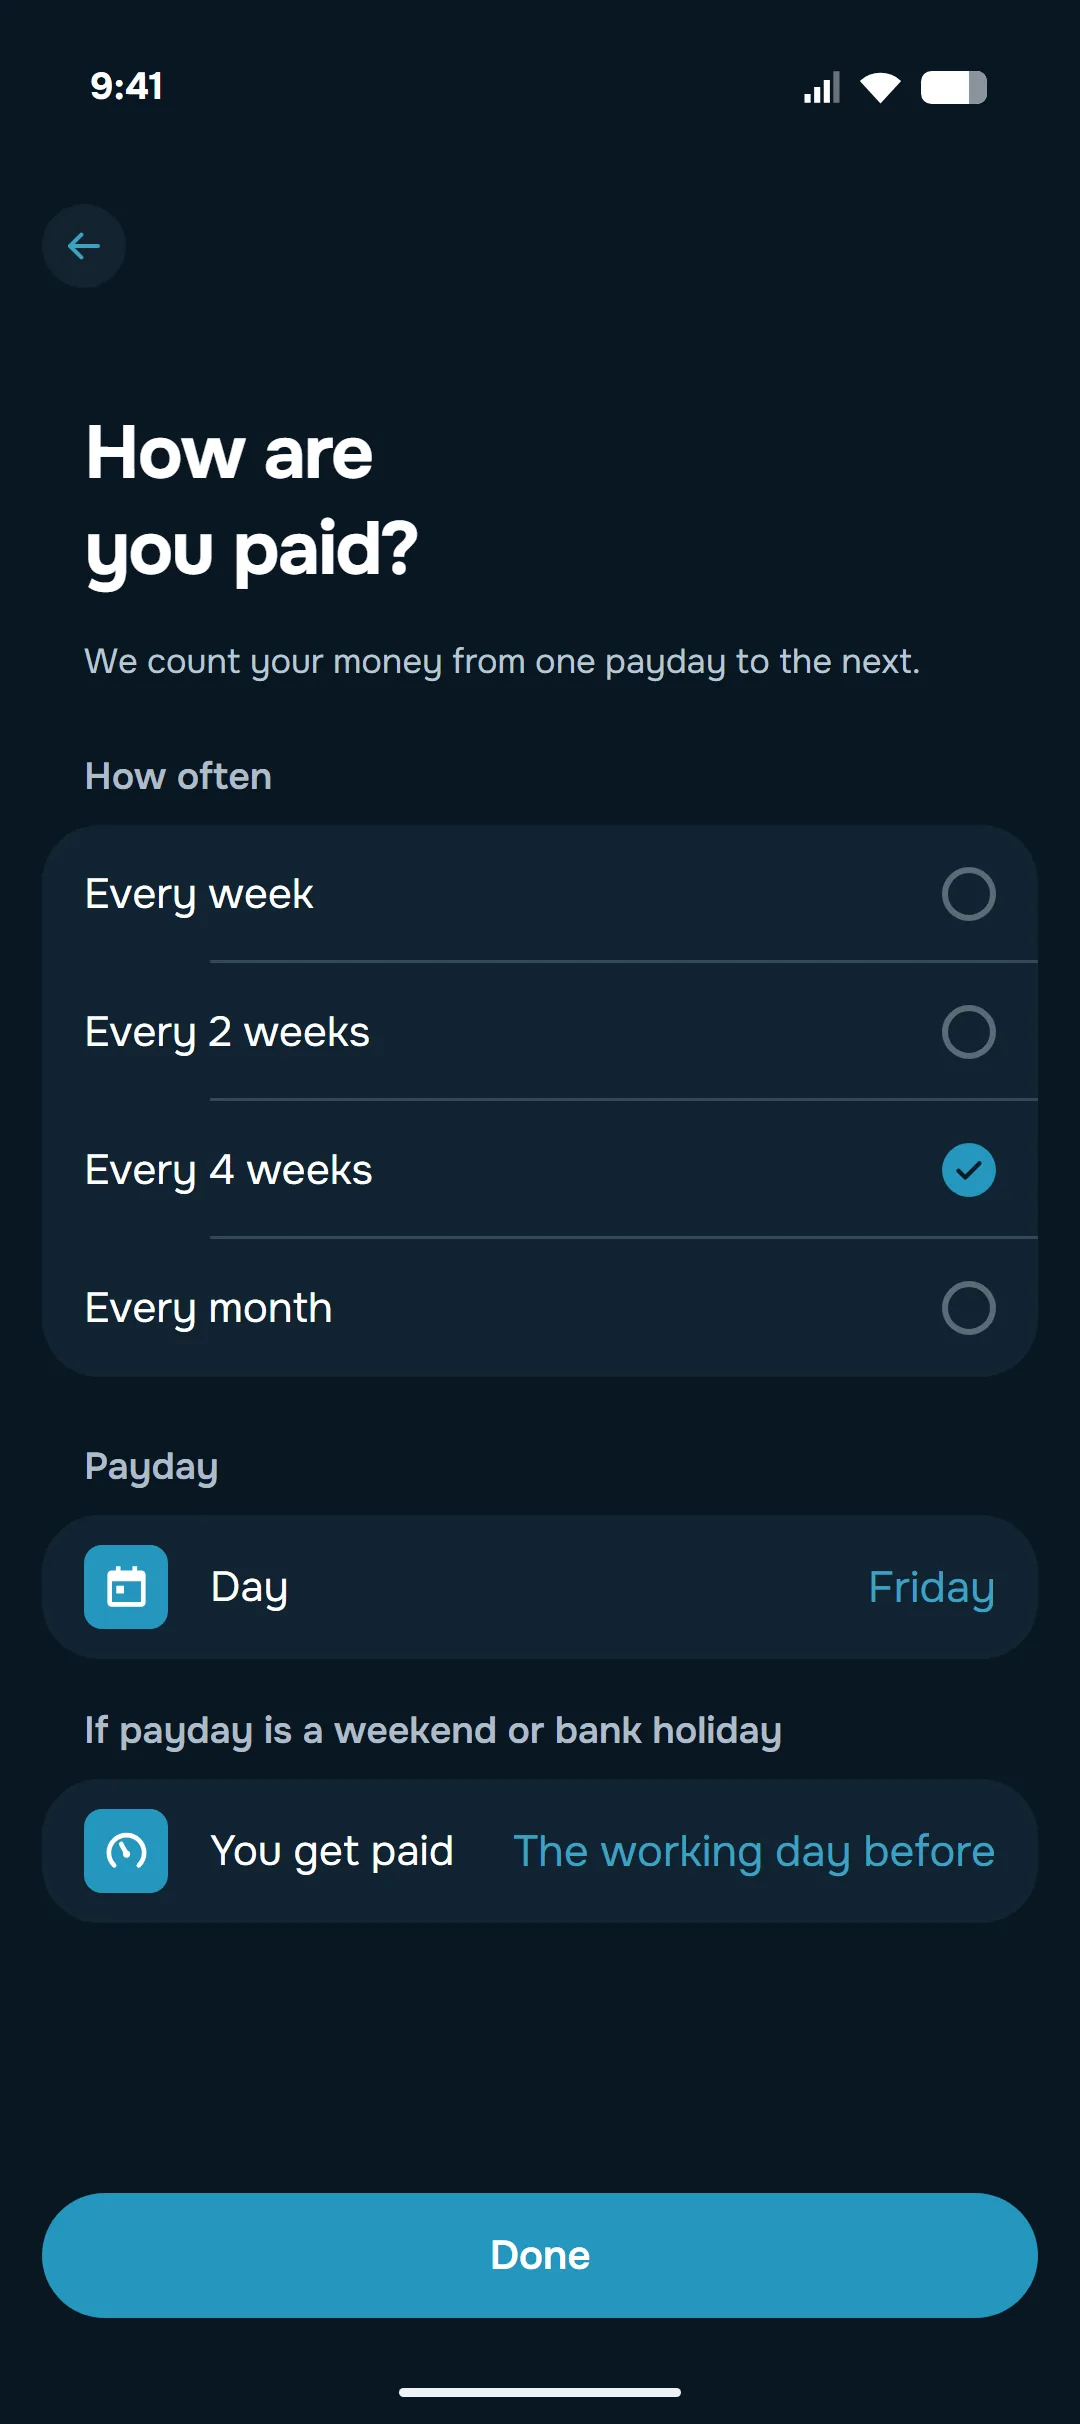 9:41
How are
you paid?
We count your money from one payday to the next.
How often
Every week
Every 2 weeks
Every 4 weeks
Every month
Payday
Day
Friday
If payday is a weekend or bank holiday
You get paid
The working day before
Done